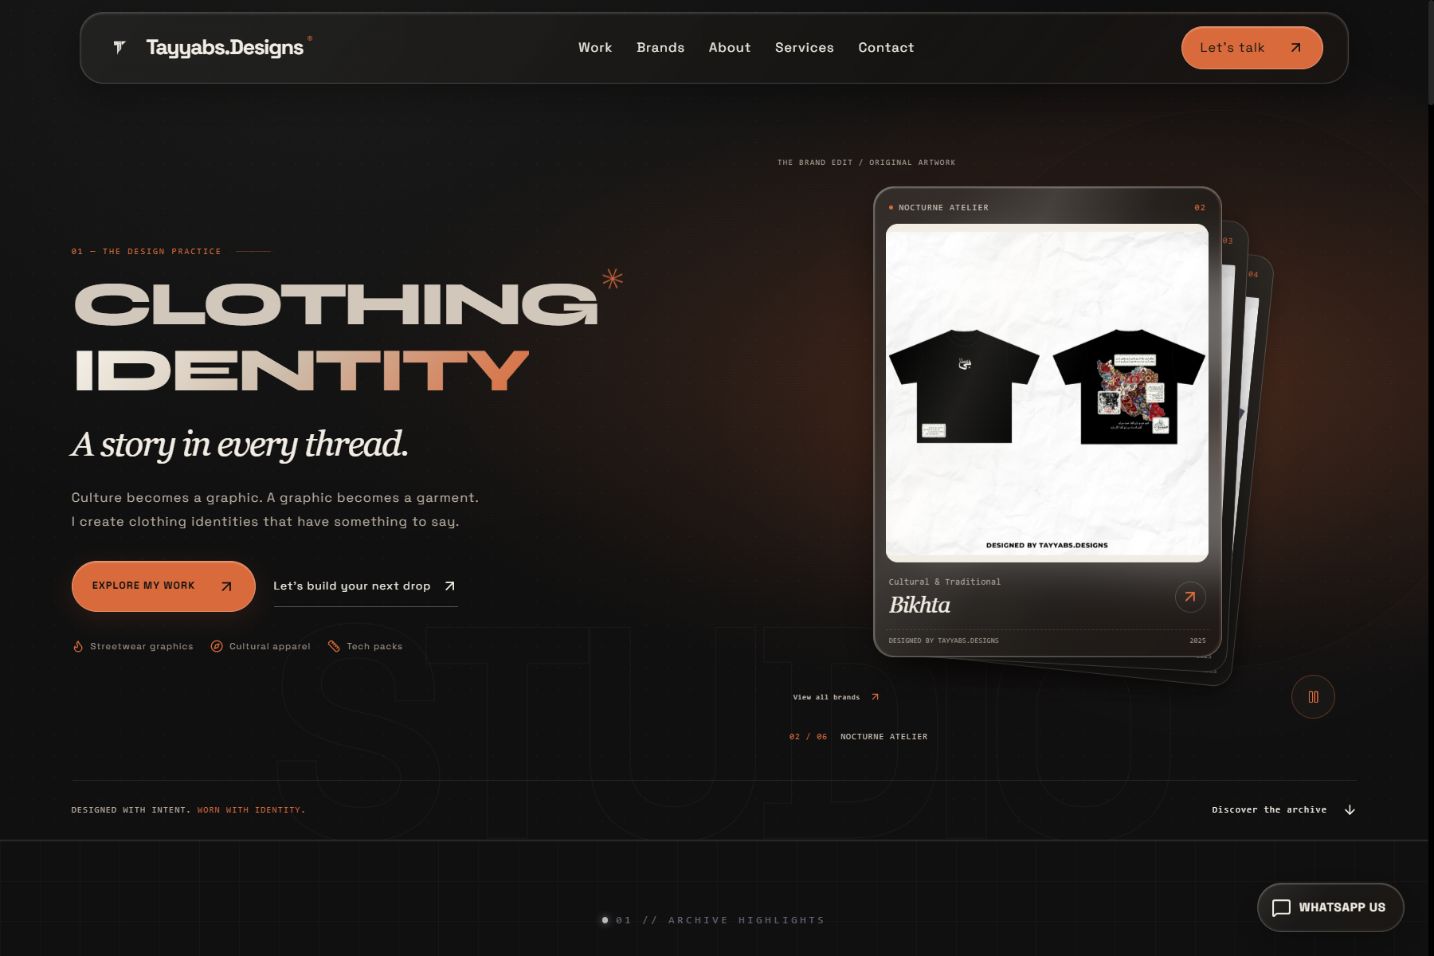 Tayyabs.Designs®
Work
Brands
About
Services
Contact
Let's talk
01 — THE DESIGN PRACTICE
CLOTHING
IDENTITY
A story in every thread.
Culture becomes a graphic. A graphic becomes a garment.
I create clothing identities that have something to say.
EXPLORE MY WORK
Let's build your next drop
Streetwear graphics
Cultural apparel
Tech packs
THE BRAND EDIT / ORIGINAL ARTWORK
NOCTURNE ATELIER
02
03
04
DESIGNED BY TAYYABS.DESIGNS
Cultural & Traditional
Bikhta
DESIGNED BY TAYYABS.DESIGNS
2025
View all brands
02 / 06 NOCTURNE ATELIER
STUDIO
DESIGNED WITH INTENT. WORN WITH IDENTITY.
Discover the archive
01 // ARCHIVE HIGHLIGHTS
WHATSAPP US